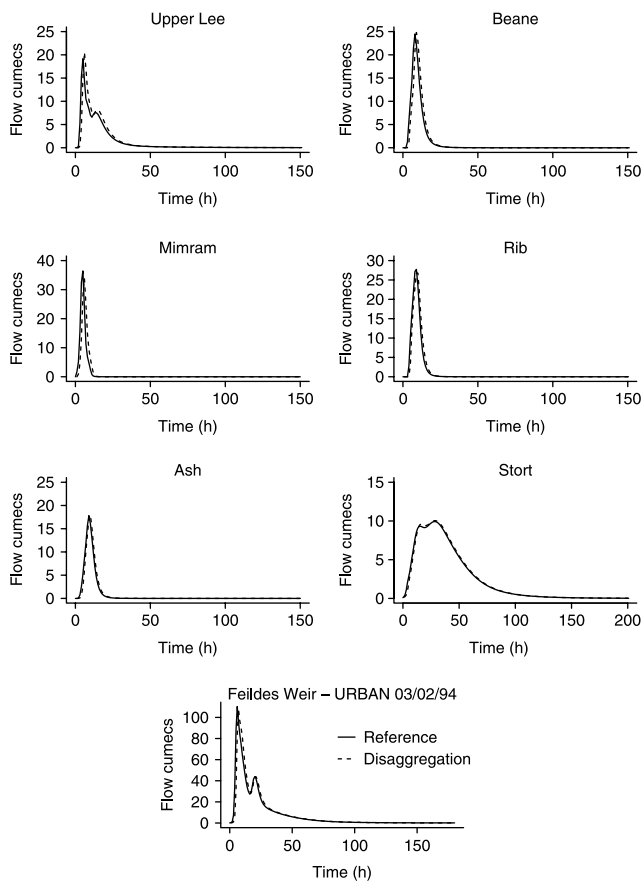 Upper Lee
Flow cumecs
25
20
15
10
5
0
0 50 100 150
Time (h)
Beane
Flow cumecs
25
20
15
10
5
0
0 50 100 150
Time (h)
Mimram
Flow cumecs
40
30
20
10
0
0 50 100 150
Time (h)
Rib
Flow cumecs
30
25
20
15
10
5
0
0 50 100 150
Time (h)
Ash
Flow cumecs
25
20
15
10
5
0
0 50 100 150
Time (h)
Stort
Flow cumecs
15
10
5
0
0 50 100 150 200
Time (h)
Feildes Weir – URBAN 03/02/94
Flow cumecs
100
80
60
40
20
0
0 50 100 150
Time (h)
Reference
Disaggregation